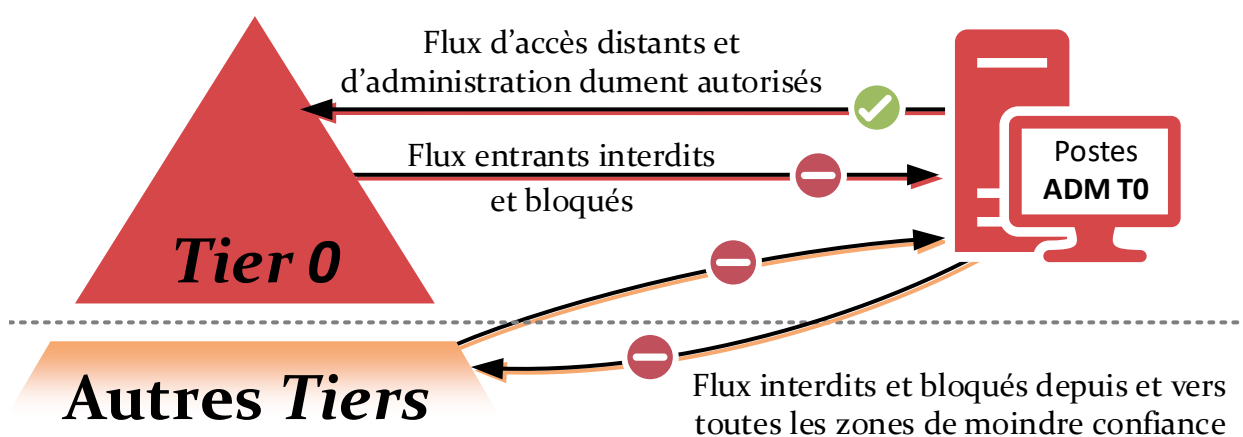 Flux d’accès distants et
d’administration dument autorisés
Flux entrants interdits
et bloqués
Postes
ADM T0
Tier 0
Autres Tiers
Flux interdits et bloqués depuis et vers
toutes les zones de moindre confiance